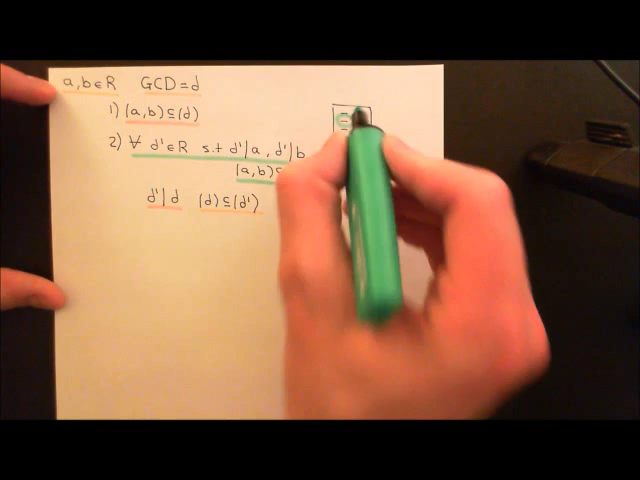 a, b ∈ R GCD = d
1) (a,b) ⊆ (d)
2) ∀ d' ∈ R s.t d'|a , d'|b
(a,b) ⊆
d'|d (d) ⊆ (d')